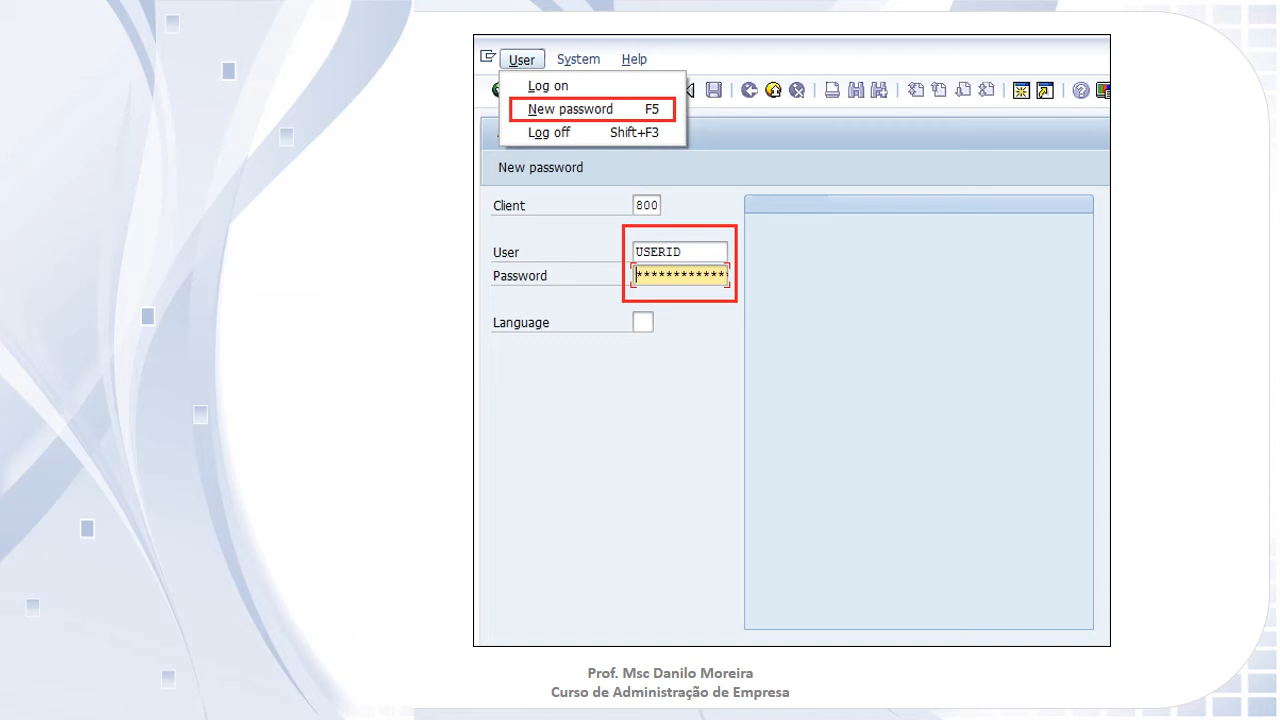 User System Help
Log on
New password F5
Log off Shift+F3
New password
Client 800
User USERID
Password ************
Language
Prof. Msc Danilo Moreira
Curso de Administração de Empresa